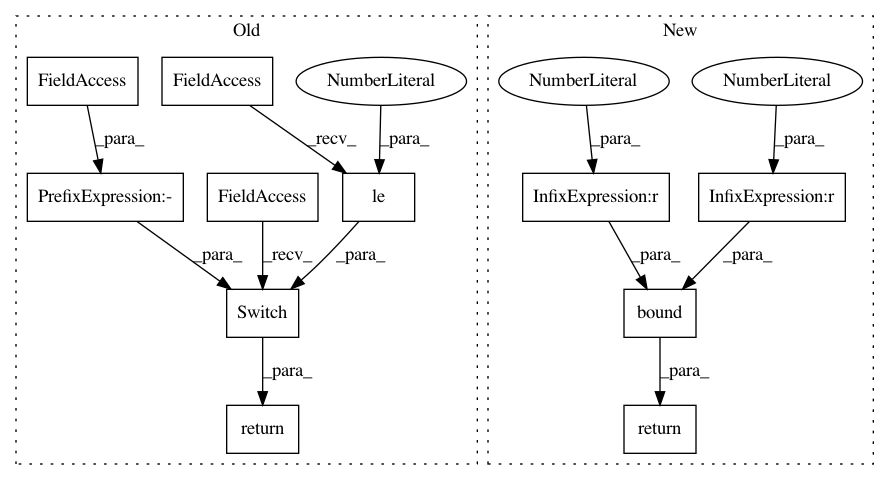 Old
New
FieldAccess
FieldAccess
NumberLiteral
NumberLiteral
NumberLiteral
_para_
_recv_
_para_
_para_
_para_
PrefixExpression:-
FieldAccess
le
InfixExpression:r
InfixExpression:r
_para_
_recv_
_para_
_para_
_para_
Switch
bound
_para_
_para_
return
return